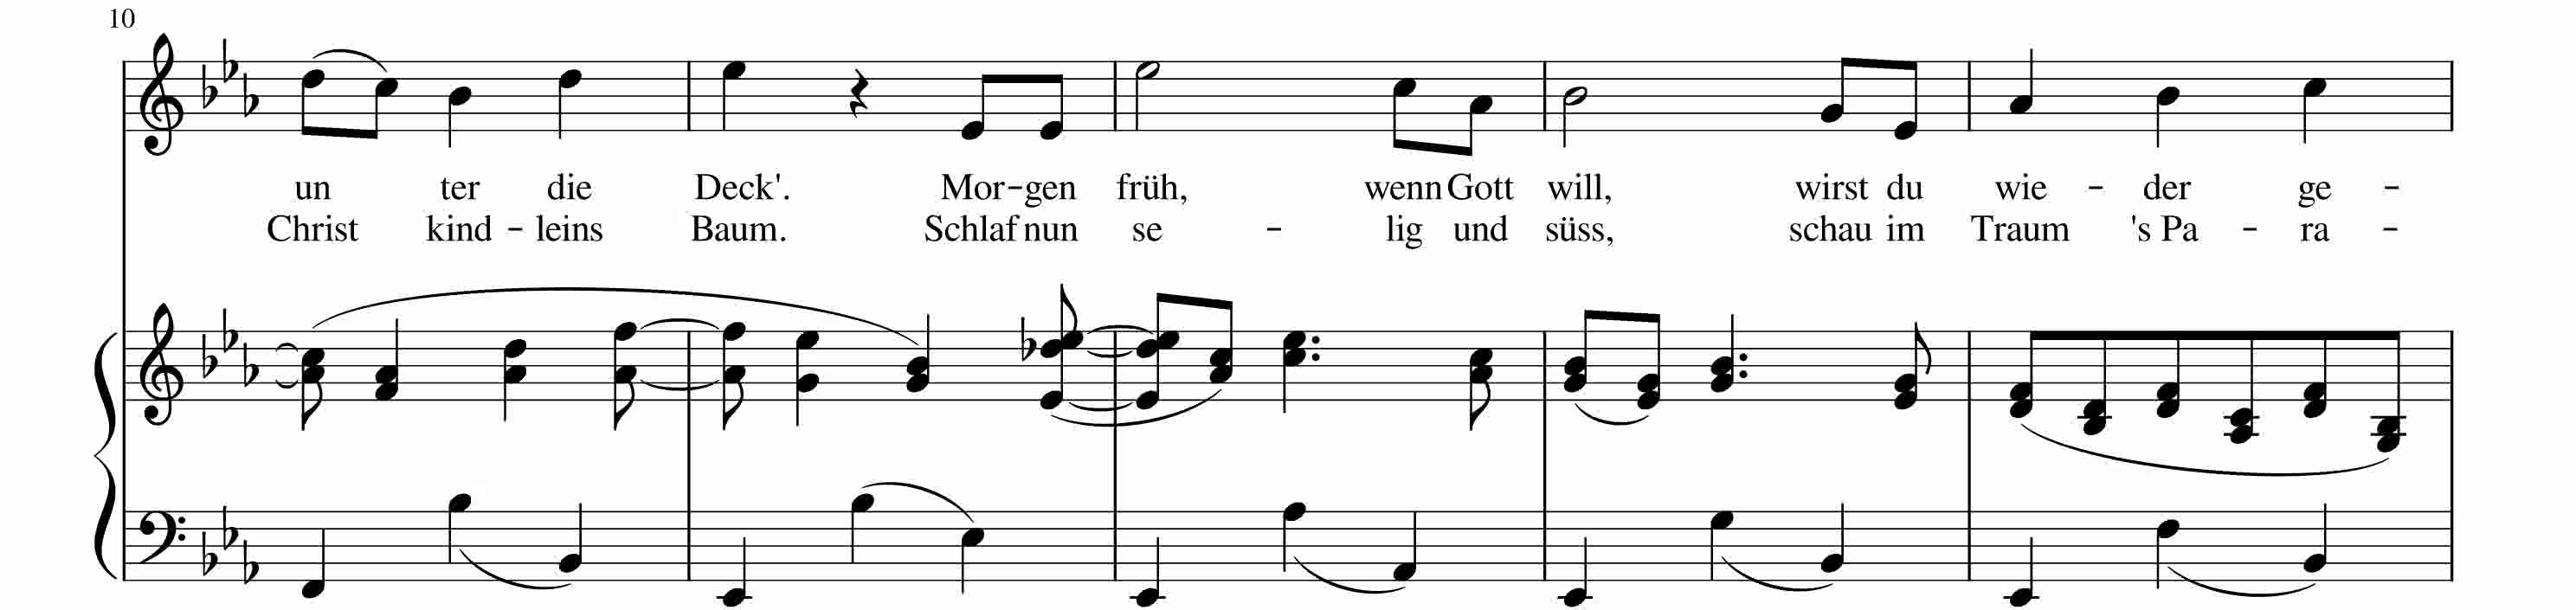 10
un ter die Deck'. Mor-gen früh, wenn Gott will, wirst du wie - der ge -
Christ kind - leins Baum. Schlaf nun se - lig und süss, schau im Traum 's Pa - ra -